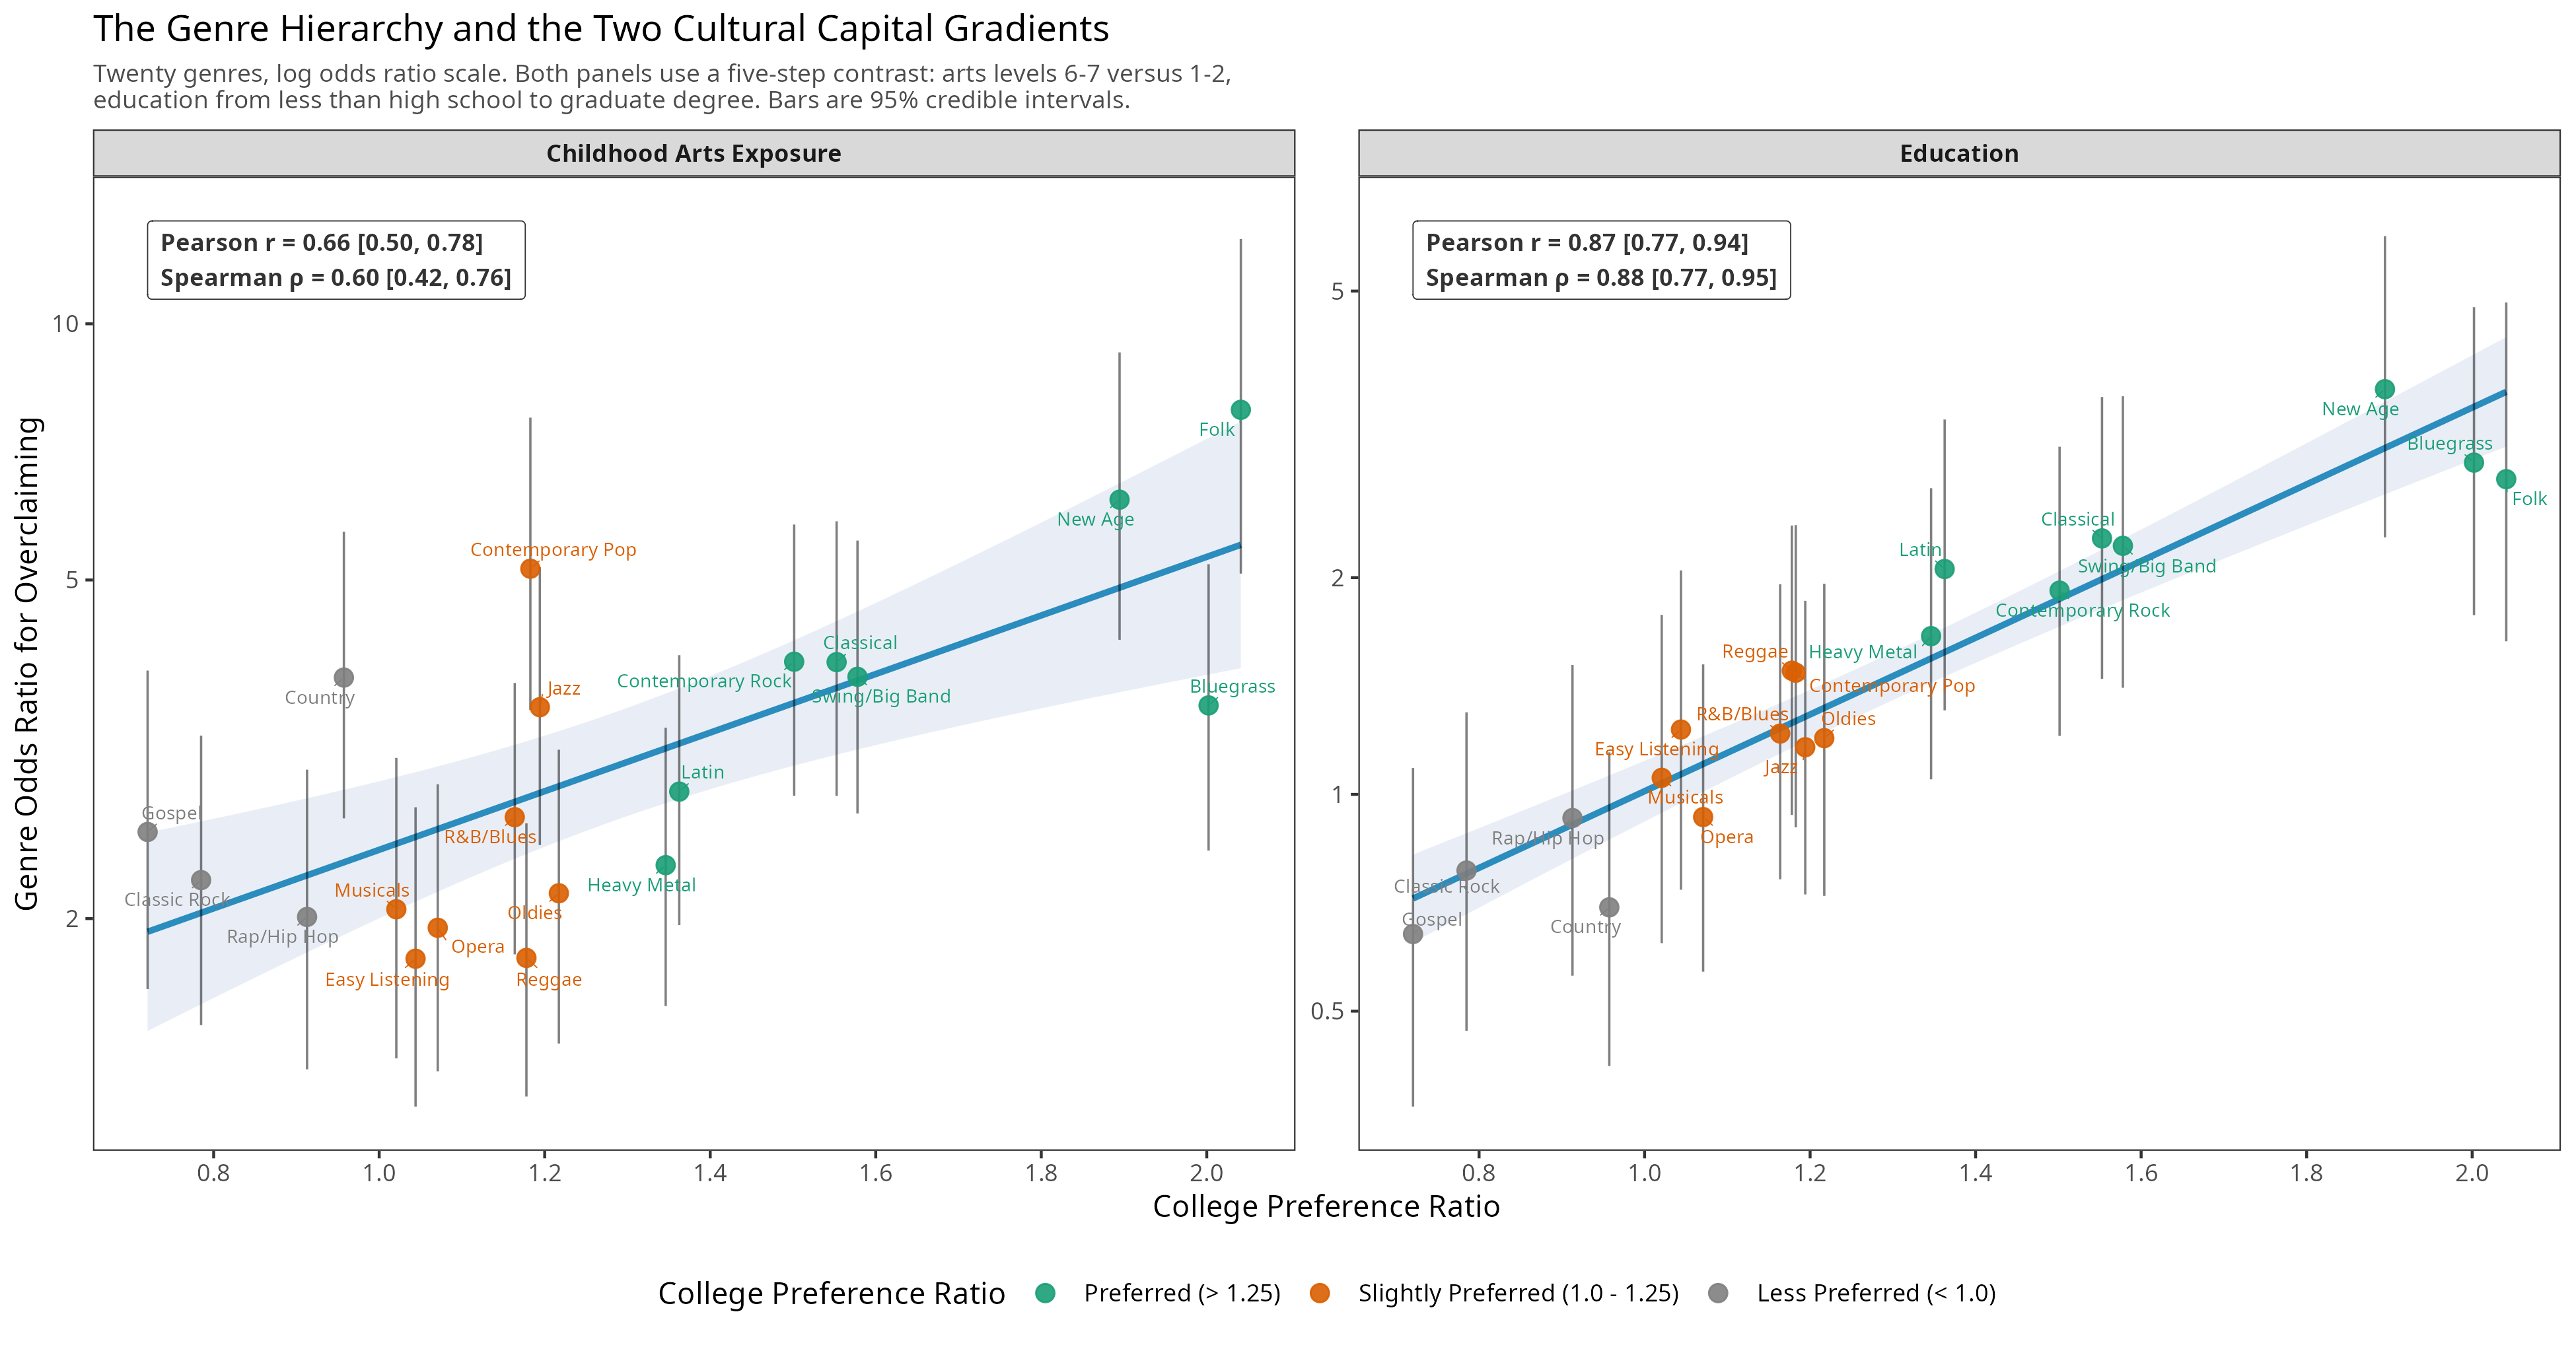 The Genre Hierarchy and the Two Cultural Capital Gradients
Twenty genres, log odds ratio scale. Both panels use a five-step contrast: arts levels 6-7 versus 1-2,
education from less than high school to graduate degree. Bars are 95% credible intervals.
Childhood Arts Exposure
Pearson r = 0.66 [0.50, 0.78]
Spearman ρ = 0.60 [0.42, 0.76]
Genre Odds Ratio for Overclaiming
10
5
2
Folk
New Age
Contemporary Pop
Classical
Country
Contemporary Rock
Jazz
Swing/Big Band
Bluegrass
Latin
Gospel
R&B/Blues
Heavy Metal
Musicals
Classic Rock
Oldies
Rap/Hip Hop
Opera
Easy Listening
Reggae
0.8 1.0 1.2 1.4 1.6 1.8 2.0
Education
Pearson r = 0.87 [0.77, 0.94]
Spearman ρ = 0.88 [0.77, 0.95]
5
2
1
0.5
New Age
Bluegrass
Folk
Classical
Latin
Swing/Big Band
Contemporary Rock
Reggae
Heavy Metal
Contemporary Pop
R&B/Blues
Oldies
Easy Listening
Jazz
Musicals
Rap/Hip Hop
Opera
Classic Rock
Gospel
Country
0.8 1.0 1.2 1.4 1.6 1.8 2.0
College Preference Ratio
College Preference Ratio Preferred (> 1.25) Slightly Preferred (1.0 - 1.25) Less Preferred (< 1.0)